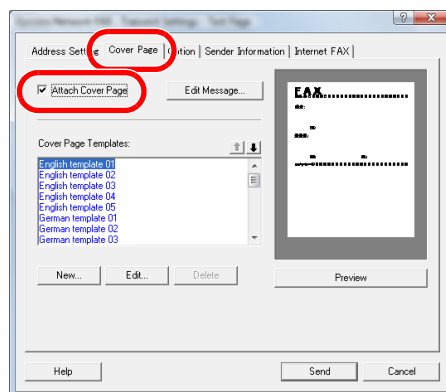 Address Setting Cover Page Option Sender Information Internet FAX
Attach Cover Page Edit Message...
Cover Page Templates:
English template 01
English template 02
English template 03
English template 04
English template 05
German template 01
German template 02
German template 03
FAX
New... Edit... Delete Preview
Help Send Cancel